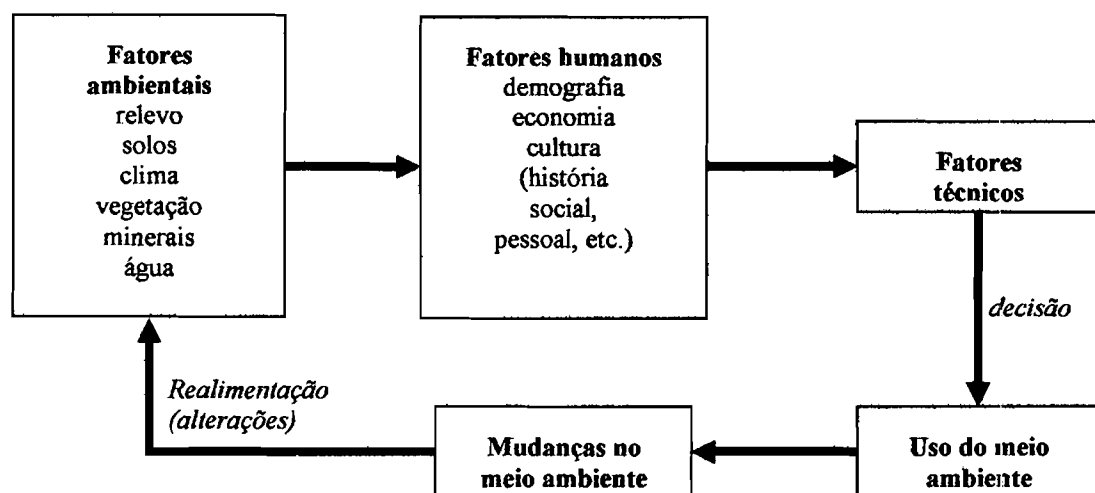 Fatores
ambientais
relevo
solos
clima
vegetação
minerais
água
Fatores humanos
demografia
economia
cultura
(história
social,
pessoal, etc.)
Fatores
técnicos
decisão
Realimentação
(alterações)
Mudanças no
meio ambiente
Uso do meio
ambiente